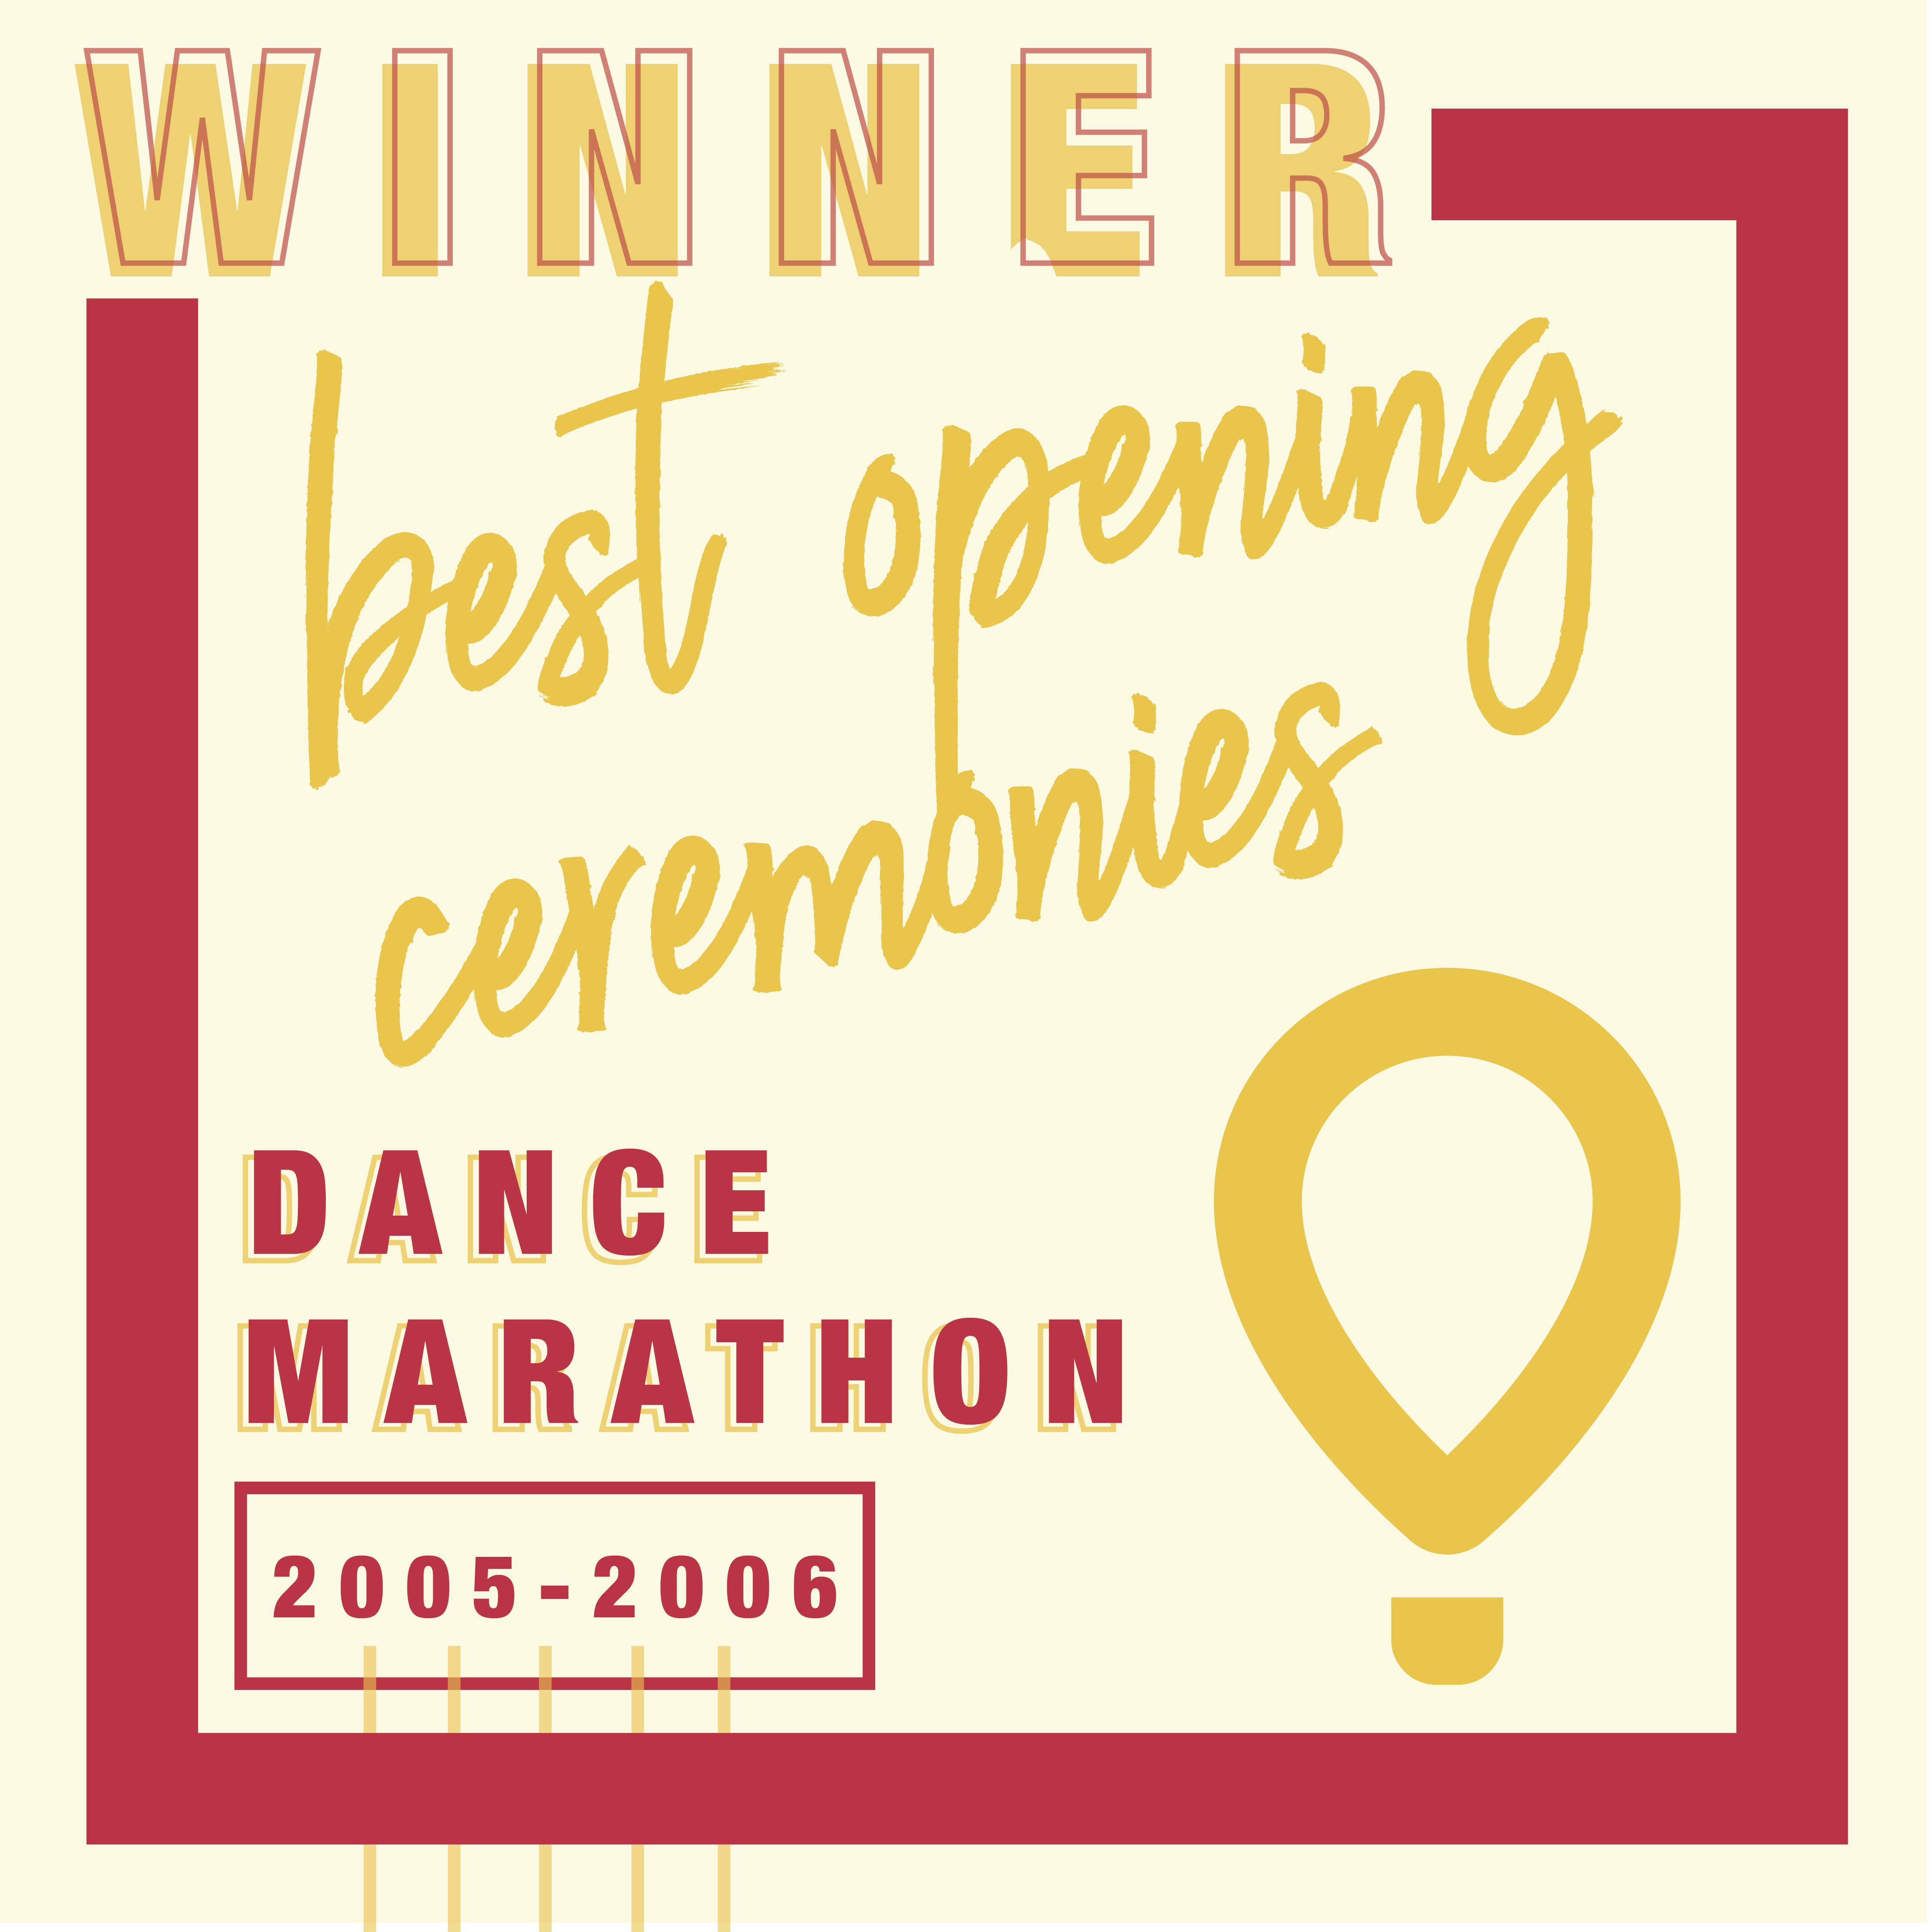 WINNER
best opening
ceremonies
DANCE
MARATHON
2005-2006